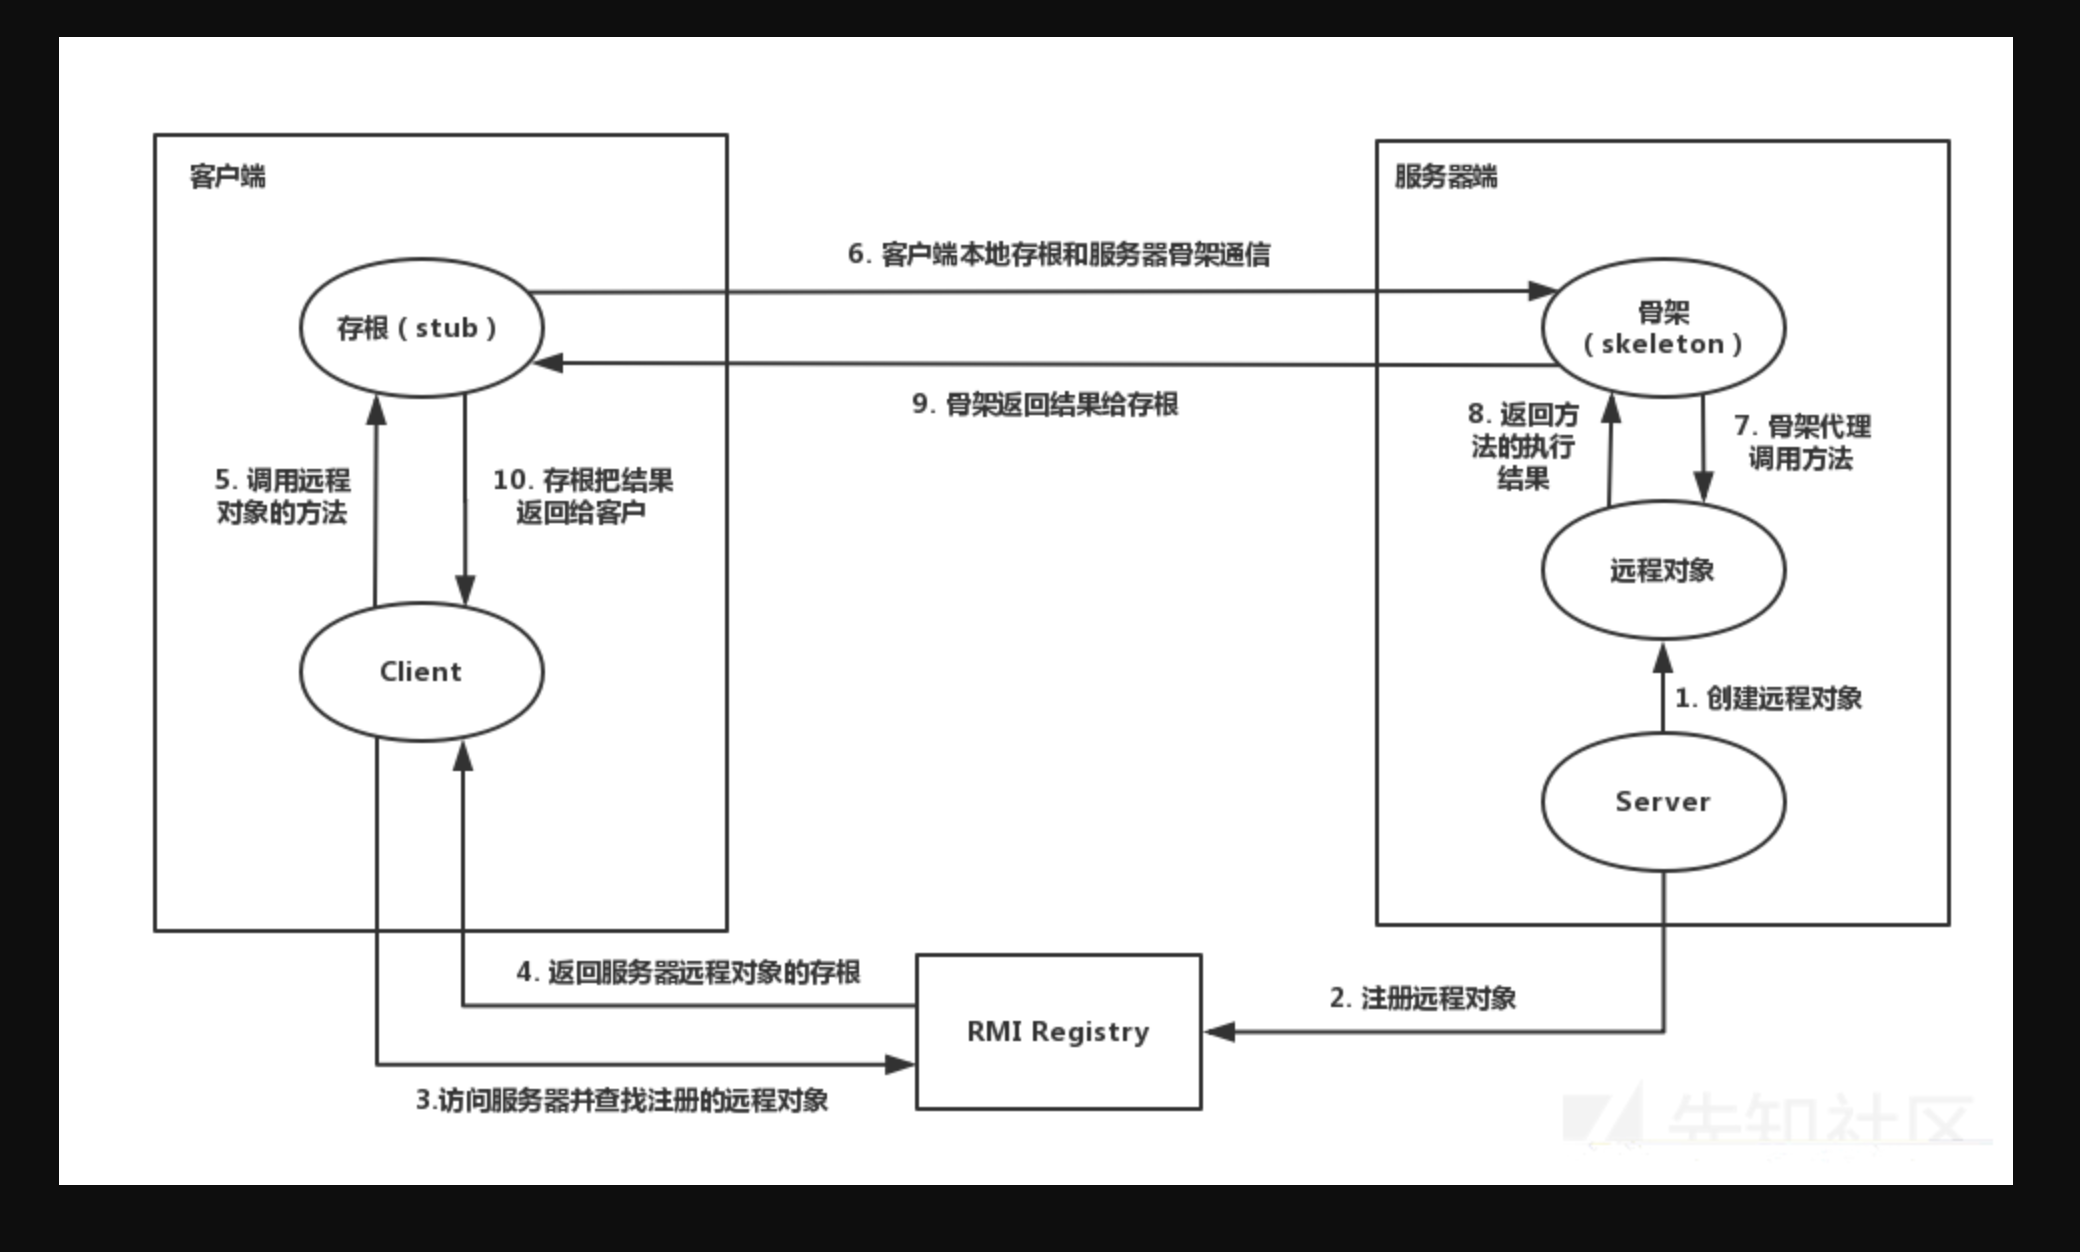 客户端
服务器端
6. 客户端本地存根和服务器骨架通信
存根（stub）
骨架
（skeleton）
9. 骨架返回结果给存根
8. 返回方
法的执行
结果
7. 骨架代理
调用方法
5. 调用远程
对象的方法
10. 存根把结果
返回给客户
远程对象
Client
1. 创建远程对象
Server
4. 返回服务器远程对象的存根
2. 注册远程对象
RMI Registry
3.访问服务器并查找注册的远程对象
先知社区